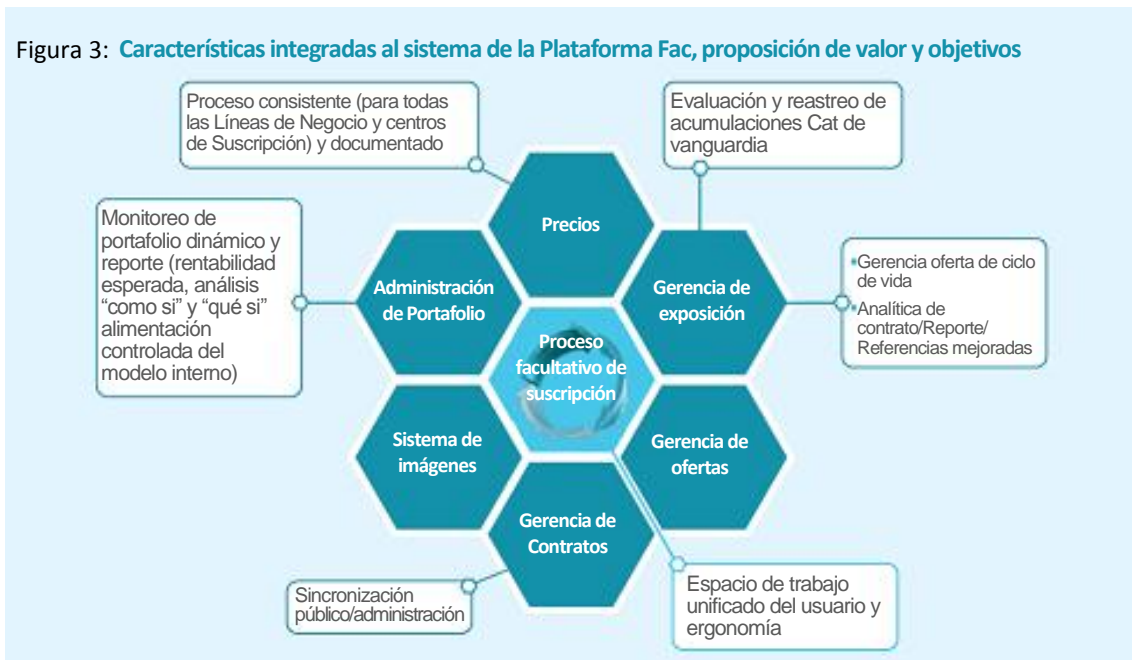 Figura 3: Características integradas al sistema de la Plataforma Fac, proposición de valor y objetivos
Proceso consistente (para todas
las Líneas de Negocio y centros
de Suscripción) y documentado
Evaluación y reastreo de
acumulaciones Cat de
vanguardia
Precios
Monitoreo de
portafolio dinámico y
reporte (rentabilidad
esperada, análisis
“como si” y “qué si”
alimentación
controlada del
modelo interno)
Administración
de Portafolio
Gerencia de
exposición
•Gerencia oferta de ciclo
de vida
•Analítica de
contrato/Reporte/
Referencias mejoradas
Proceso
facultativo de
suscripción
Sistema de
imágenes
Gerencia de
ofertas
Gerencia de
Contratos
Sincronización
público/administración
Espacio de trabajo
unificado del usuario y
ergonomía